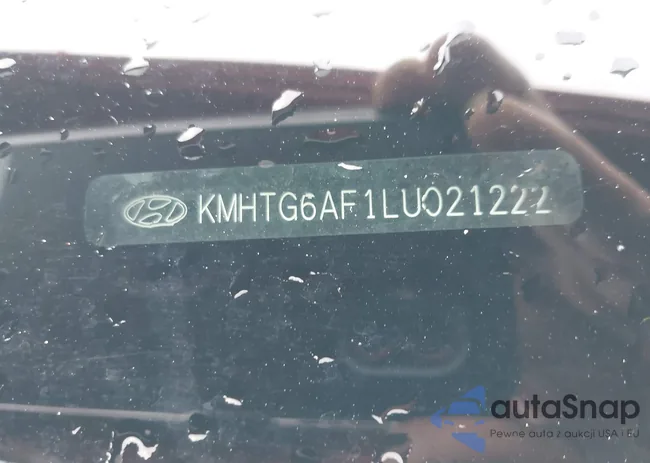 KMHTG6AF1LU021222
autaSnap
Pewne auta z aukcji USA i EU